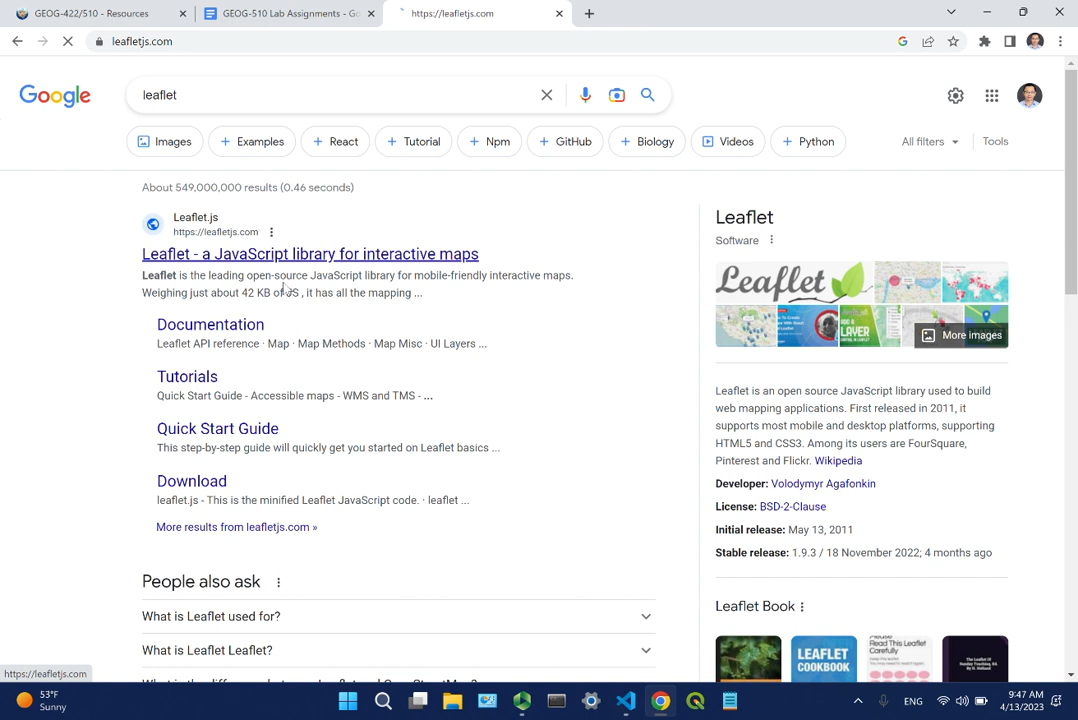 GEOG-422/510 - Resources
GEOG-510 Lab Assignments - Go
https://leafletjs.com
leafletjs.com
Google
leaflet
Images
Examples
React
Tutorial
Npm
GitHub
Biology
Videos
Python
All filters
Tools
About 549,000,000 results (0.46 seconds)
Leaflet.js
https://leafletjs.com
Leaflet - a JavaScript library for interactive maps
Leaflet is the leading open-source JavaScript library for mobile-friendly interactive maps.
Weighing just about 42 KB of JS , it has all the mapping ...
Documentation
Leaflet API reference · Map · Map Methods · Map Misc · UI Layers ...
Tutorials
Quick Start Guide - Accessible maps - WMS and TMS - ...
Quick Start Guide
This step-by-step guide will quickly get you started on Leaflet basics ...
Download
leaflet.js - This is the minified Leaflet JavaScript code. · leaflet ...
More results from leafletjs.com »
People also ask
What is Leaflet used for?
What is Leaflet Leaflet?
Leaflet
Software
Leaflet
More images
Leaflet is an open source JavaScript library used to build
web mapping applications. First released in 2011, it
supports most mobile and desktop platforms, supporting
HTML5 and CSS3. Among its users are FourSquare,
Pinterest and Flickr. Wikipedia
Developer: Volodymyr Agafonkin
License: BSD-2-Clause
Initial release: May 13, 2011
Stable release: 1.9.3 / 18 November 2022; 4 months ago
Leaflet Book
LEAFLET
COOKBOOK
Read This Leaflet
Carefully
https://leafletjs.com
53°F
Sunny
ENG
9:47 AM
4/13/2023